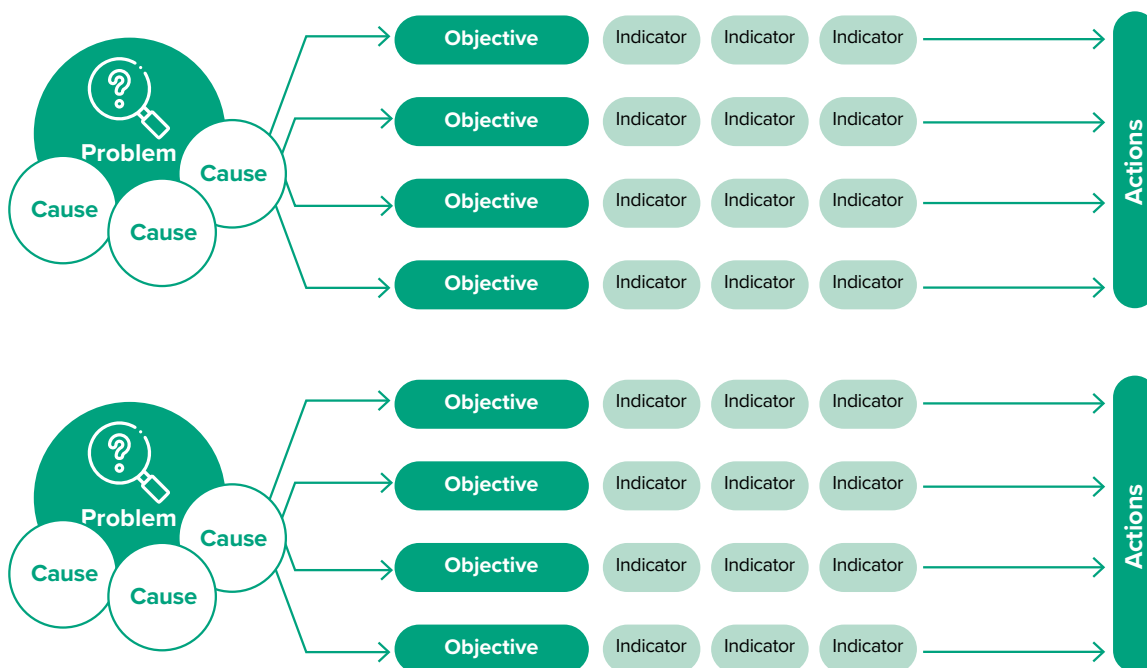 Objective Indicator Indicator Indicator
Objective Indicator Indicator Indicator
Problem
Cause
Cause
Cause
Objective Indicator Indicator Indicator
Objective Indicator Indicator Indicator
Actions
Objective Indicator Indicator Indicator
Objective Indicator Indicator Indicator
Problem
Cause
Cause
Cause
Objective Indicator Indicator Indicator
Objective Indicator Indicator Indicator
Actions